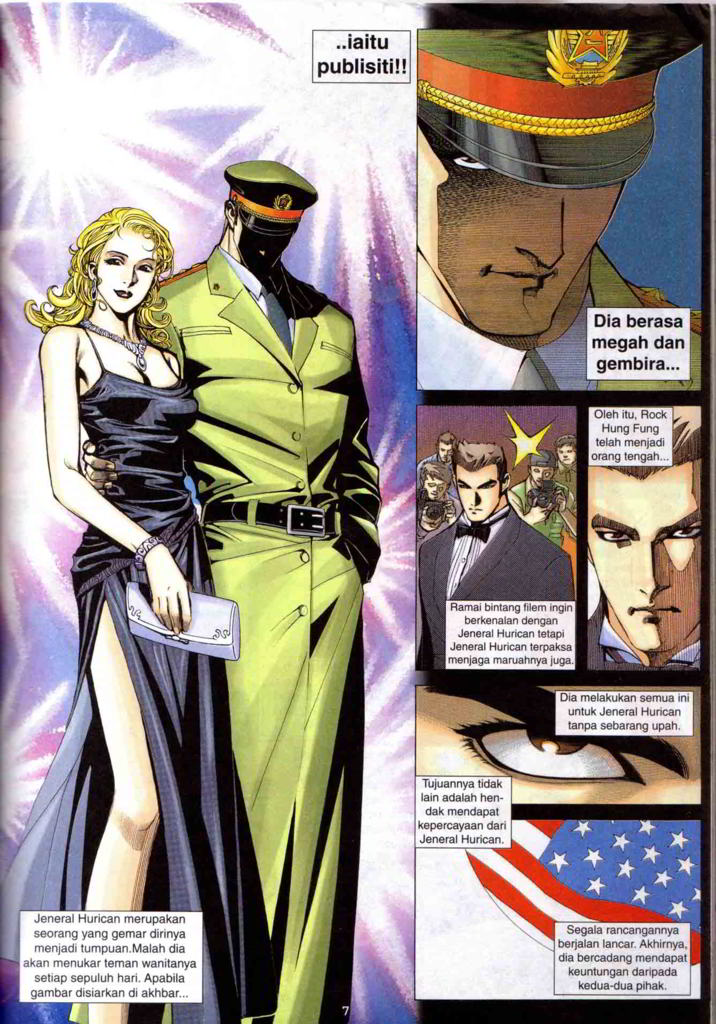 ..iaitu
publisiti!!
Dia berasa
megah dan
gembira...
Ramai bintang filem ingin
berkenalan dengan
Jeneral Hurican tetapi
Jeneral Hurican terpaksa
menjaga maruahnya juga.
Oleh itu, Rock
Hung Fung
telah menjadi
orang tengah...
Dia melakukan semua ini
untuk Jeneral Hurican
tanpa sebarang upah.
Tujuannya tidak
lain adalah hen-
dak mendapat
kepercayaan dari
Jeneral Hurican.
Segala rancangannya
berjalan lancar. Akhirnya,
dia bercadang mendapat
keuntungan daripada
kedua-dua pihak.
Jeneral Hurican merupakan
seorang yang gemar dirinya
menjadi tumpuan.Malah dia
akan menukar teman wanitanya
setiap sepuluh hari. Apabila
gambar disiarkan di akhbar...
7